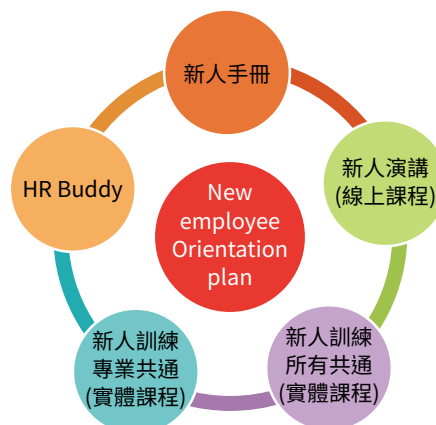 新人手冊
新人演講
(線上課程)
新人訓練
所有共通
(實體課程)
新人訓練
專業共通
(實體課程)
HR Buddy
New
employee
Orientation
plan